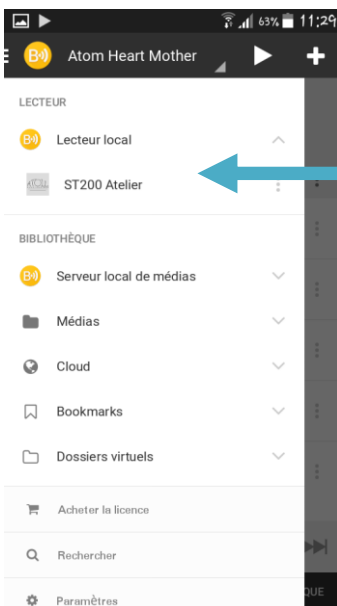 63% 11:29
B Atom Heart Mother
LECTEUR
B Lecteur local
ST200 Atelier
BIBLIOTHÈQUE
B Serveur local de médias
Médias
Cloud
Bookmarks
Dossiers virtuels
Acheter la licence
Rechercher
QUE
Paramètres